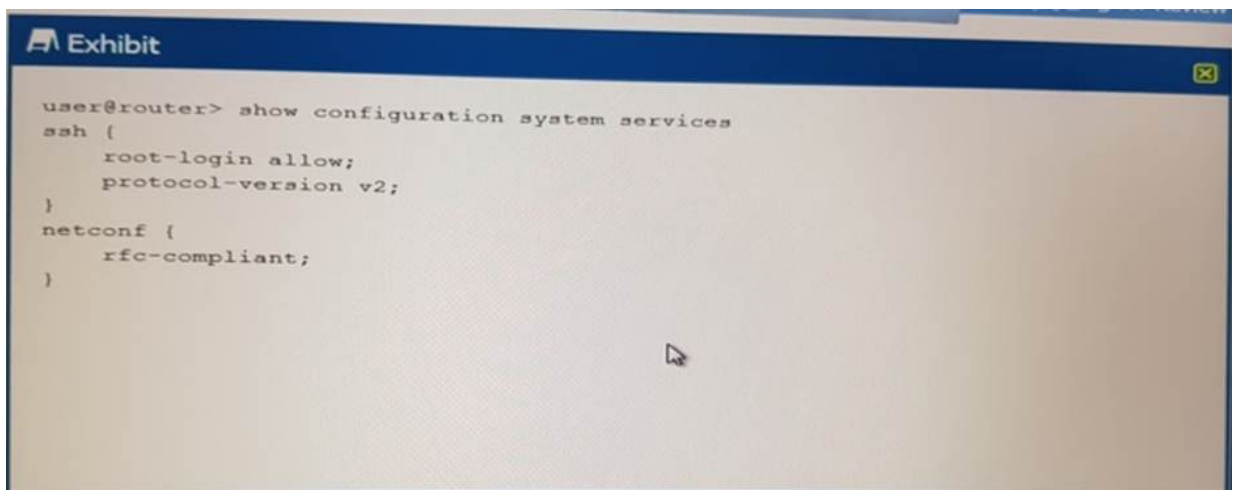 Exhibit
user@router> show configuration system services
ssh {
    root-login allow;
    protocol-version v2;
}
netconf {
    rfc-compliant;
}